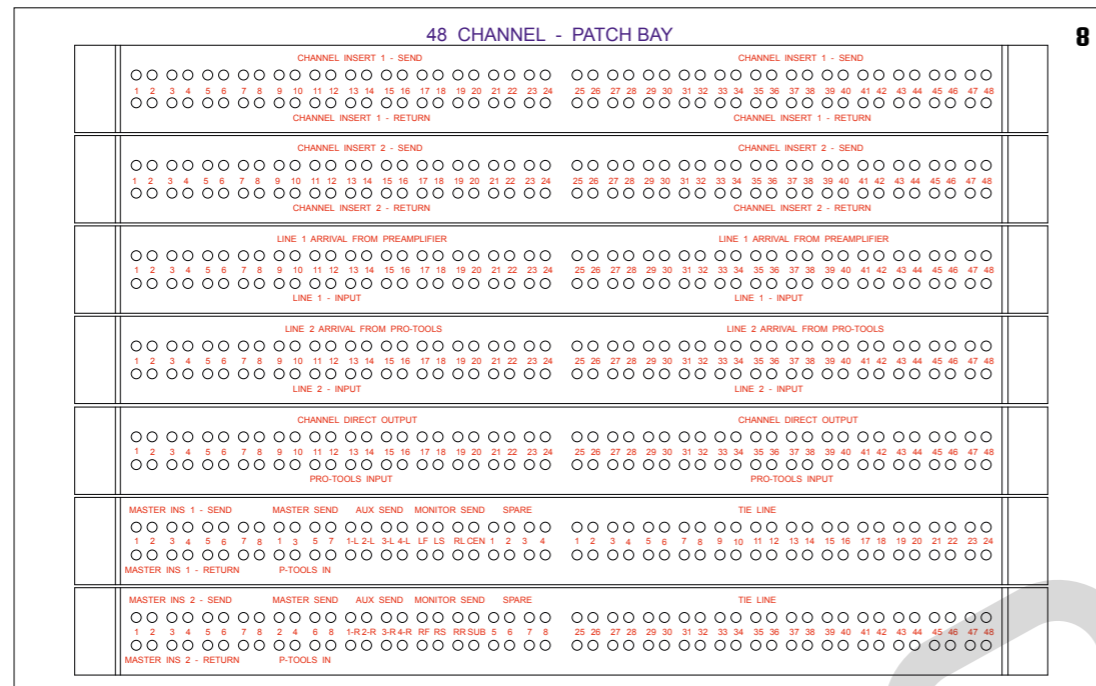 48 CHANNEL - PATCH BAY
8
CHANNEL INSERT 1 - SEND CHANNEL INSERT 1 - SEND
1 2 3 4 5 6 7 8 9 10 11 12 13 14 15 16 17 18 19 20 21 22 23 24 25 26 27 28 29 30 31 32 33 34 35 36 37 38 39 40 41 42 43 44 45 46 47 48
CHANNEL INSERT 1 - RETURN CHANNEL INSERT 1 - RETURN
CHANNEL INSERT 2 - SEND CHANNEL INSERT 2 - SEND
1 2 3 4 5 6 7 8 9 10 11 12 13 14 15 16 17 18 19 20 21 22 23 24 25 26 27 28 29 30 31 32 33 34 35 36 37 38 39 40 41 42 43 44 45 46 47 48
CHANNEL INSERT 2 - RETURN CHANNEL INSERT 2 - RETURN
LINE 1 ARRIVAL FROM PREAMPLIFIER LINE 1 ARRIVAL FROM PREAMPLIFIER
1 2 3 4 5 6 7 8 9 10 11 12 13 14 15 16 17 18 19 20 21 22 23 24 25 26 27 28 29 30 31 32 33 34 35 36 37 38 39 40 41 42 43 44 45 46 47 48
LINE 1 - INPUT LINE 1 - INPUT
LINE 2 ARRIVAL FROM PRO-TOOLS LINE 2 ARRIVAL FROM PRO-TOOLS
1 2 3 4 5 6 7 8 9 10 11 12 13 14 15 16 17 18 19 20 21 22 23 24 25 26 27 28 29 30 31 32 33 34 35 36 37 38 39 40 41 42 43 44 45 46 47 48
LINE 2 - INPUT LINE 2 - INPUT
CHANNEL DIRECT OUTPUT CHANNEL DIRECT OUTPUT
1 2 3 4 5 6 7 8 9 10 11 12 13 14 15 16 17 18 19 20 21 22 23 24 25 26 27 28 29 30 31 32 33 34 35 36 37 38 39 40 41 42 43 44 45 46 47 48
PRO-TOOLS INPUT PRO-TOOLS INPUT
MASTER INS 1 - SEND MASTER SEND AUX SEND MONITOR SEND SPARE TIE LINE
1 2 3 4 5 6 7 8 1 3 5 7 1-L 2-L 3-L 4-L LF LS RL CEN 1 2 3 4 1 2 3 4 5 6 7 8 9 10 11 12 13 14 15 16 17 18 19 20 21 22 23 24
MASTER INS 1 - RETURN P-TOOLS IN
MASTER INS 2 - SEND MASTER SEND AUX SEND MONITOR SEND SPARE TIE LINE
1 2 3 4 5 6 7 8 2 4 6 8 1-R 2-R 3-R 4-R RF RS RR SUB 5 6 7 8 25 26 27 28 29 30 31 32 33 34 35 36 37 38 39 40 41 42 43 44 45 46 47 48
MASTER INS 2 - RETURN P-TOOLS IN